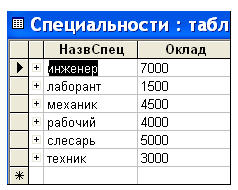 Специальности : табл
НазвСпец Оклад
инженер 7000
лаборант 1500
механик 4500
рабочий 4000
слесарь 5000
техник 3000